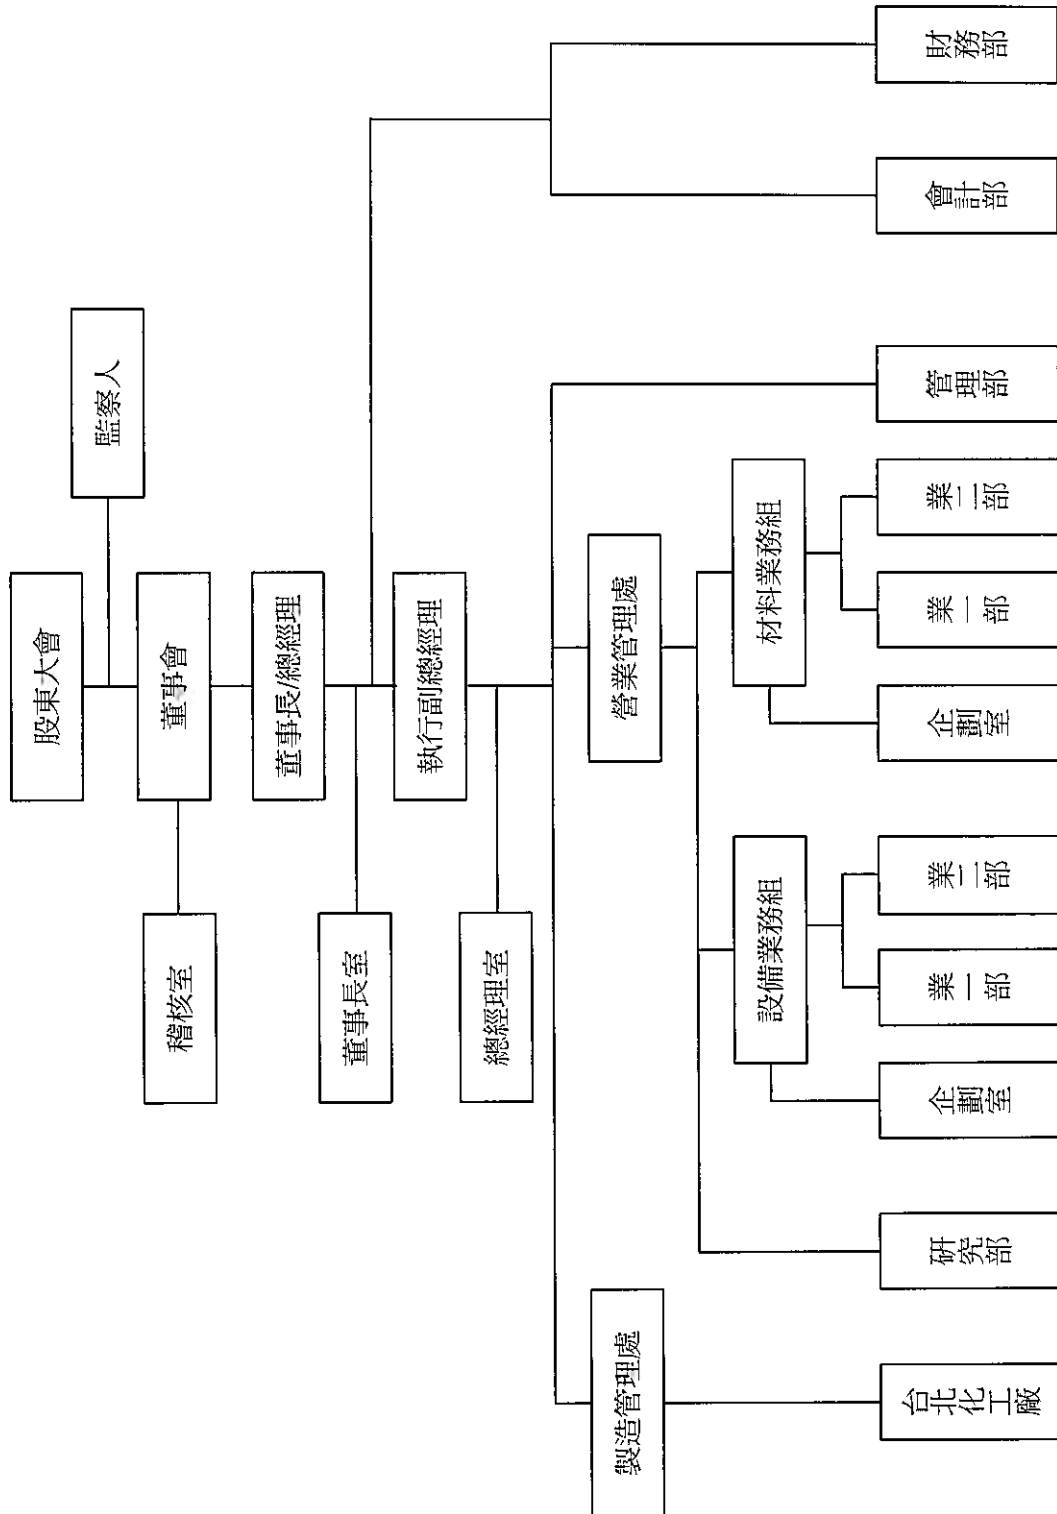 股東大會
監察人
董事會
稽核室
董事長/總經理
董事長室
執行副總經理
總經理室
製造管理處
營業管理處
設備業務組
材料業務組
台北化工廠
研究部
企劃室
業一部
業二部
企劃室
業一部
業二部
管理部
會計部
財務部